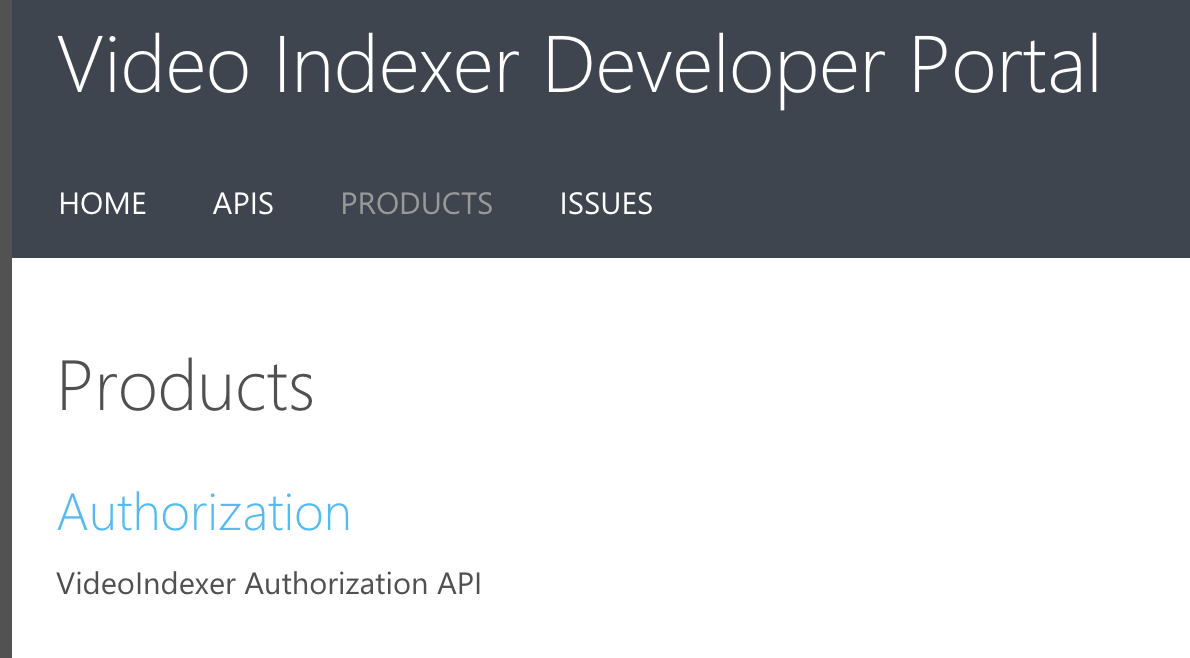 Video Indexer Developer Portal
HOME APIS PRODUCTS ISSUES
Products
Authorization
VideoIndexer Authorization API